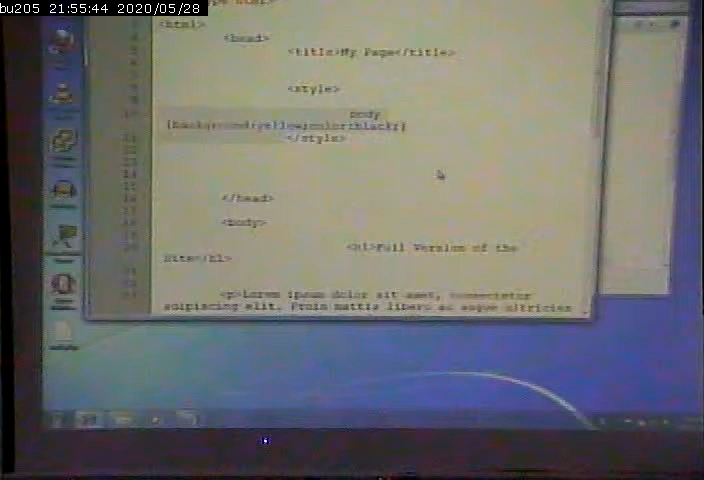 bu205 21:55:44 2020/05/28
<html>
<head>
<title>My Page</title>
<style>
body
{background:yellow;color:black;}
</style>
</head>
<body>
<h1>Full Version of the
Site</h1>
<p>Lorem ipsum dolor sit amet, consectetur
adipiscing elit. Proin mattis libero ac augue ultricies